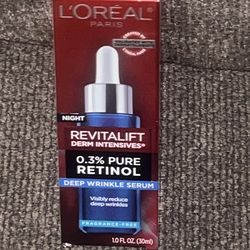 L'ORÉAL
PARIS
NIGHT
REVITALIFT
DERM INTENSIVES®
0.3% PURE
RETINOL
DEEP WRINKLE SERUM
Visibly reduce
deep wrinkles
FRAGRANCE-FREE
1.0 FL. OZ. (30ml)